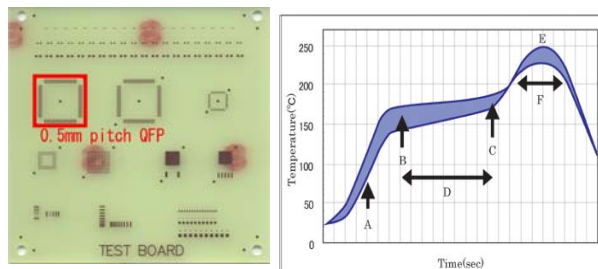 0.5mm pitch QFP
TEST BOARD
Temperature(℃)
250
200
150
100
50
0
E
F
B
C
D
A
Time(sec)